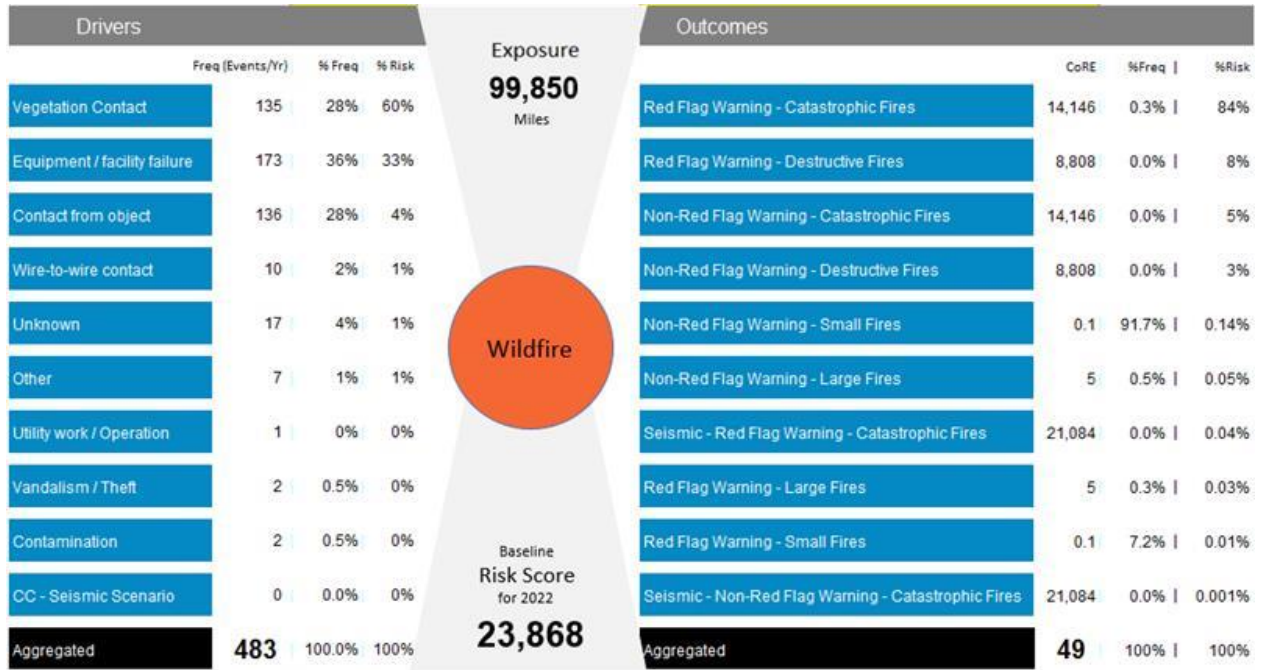 Drivers
Freq (Events/Yr) % Freq % Risk
Vegetation Contact 135 28% 60%
Equipment / facility failure 173 36% 33%
Contact from object 136 28% 4%
Wire-to-wire contact 10 2% 1%
Unknown 17 4% 1%
Other 7 1% 1%
Utility work / Operation 1 0% 0%
Vandalism / Theft 2 0.5% 0%
Contamination 2 0.5% 0%
CC - Seismic Scenario 0 0.0% 0%
Aggregated 483 100.0% 100%
Exposure
99,850
Miles
Wildfire
Baseline
Risk Score
for 2022
23,868
Outcomes
CoRE %Freq | %Risk
Red Flag Warning - Catastrophic Fires 14,146 0.3% | 84%
Red Flag Warning - Destructive Fires 8,808 0.0% | 8%
Non-Red Flag Warning - Catastrophic Fires 14,146 0.0% | 5%
Non-Red Flag Warning - Destructive Fires 8,808 0.0% | 3%
Non-Red Flag Warning - Small Fires 0.1 91.7% | 0.14%
Non-Red Flag Warning - Large Fires 5 0.5% | 0.05%
Seismic - Red Flag Warning - Catastrophic Fires 21,084 0.0% | 0.04%
Red Flag Warning - Large Fires 5 0.3% | 0.03%
Red Flag Warning - Small Fires 0.1 7.2% | 0.01%
Seismic - Non-Red Flag Warning - Catastrophic Fires 21,084 0.0% | 0.001%
Aggregated 49 100% | 100%